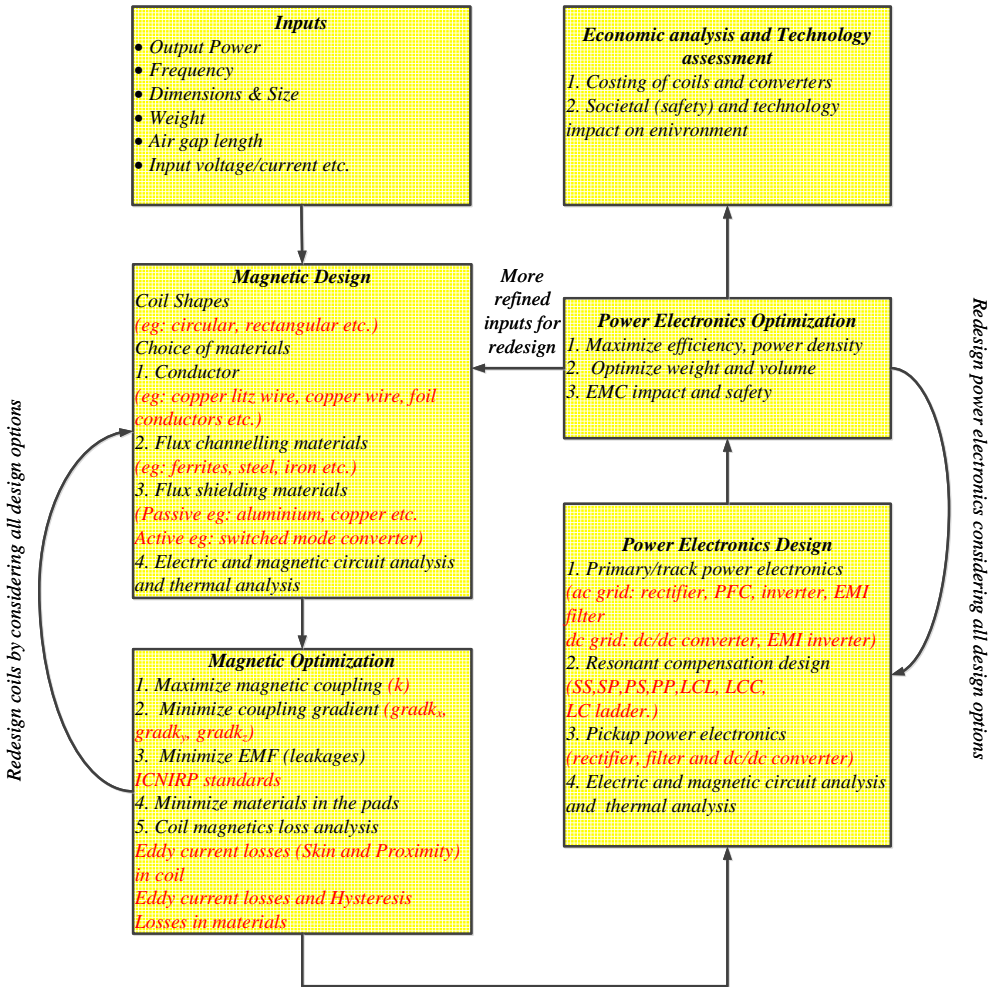 Inputs
● Output Power
● Frequency
● Dimensions & Size
● Weight
● Air gap length
● Input voltage/current etc.
Magnetic Design
Coil Shapes
(eg: circular, rectangular etc.)
Choice of materials
1. Conductor
(eg: copper litz wire, copper wire, foil
conductors etc.)
2. Flux channelling materials
(eg: ferrites, steel, iron etc.)
3. Flux shielding materials
(Passive eg: aluminium, copper etc.
Active eg: switched mode converter)
4. Electric and magnetic circuit analysis
and thermal analysis
Magnetic Optimization
1. Maximize magnetic coupling (k)
2. Minimize coupling gradient (gradkx,
gradky, gradkz)
3. Minimize EMF (leakages)
ICNIRP standards
4. Minimize materials in the pads
5. Coil magnetics loss analysis
Eddy current losses (Skin and Proximity)
in coil
Eddy current losses and Hysteresis
Losses in materials
Redesign coils by considering all design options
Economic analysis and Technology
assessment
1. Costing of coils and converters
2. Societal (safety) and technology
impact on enivronment
More
refined
inputs for
redesign
Power Electronics Optimization
1. Maximize efficiency, power density
2. Optimize weight and volume
3. EMC impact and safety
Power Electronics Design
1. Primary/track power electronics
(ac grid: rectifier, PFC, inverter, EMI
filter
dc grid: dc/dc converter, EMI inverter)
2. Resonant compensation design
(SS,SP,PS,PP,LCL, LCC,
LC ladder.)
3. Pickup power electronics
(rectifier, filter and dc/dc converter)
4. Electric and magnetic circuit analysis
and thermal analysis
Redesign power electronics considering all design options